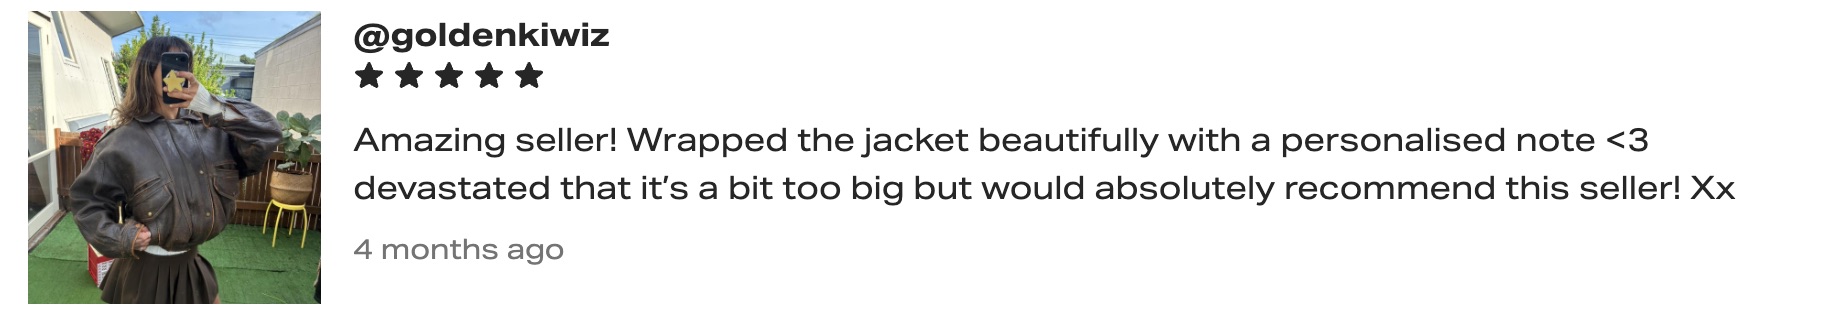 @goldenkiwiz
Amazing seller! Wrapped the jacket beautifully with a personalised note <3
devastated that it’s a bit too big but would absolutely recommend this seller! Xx
4 months ago